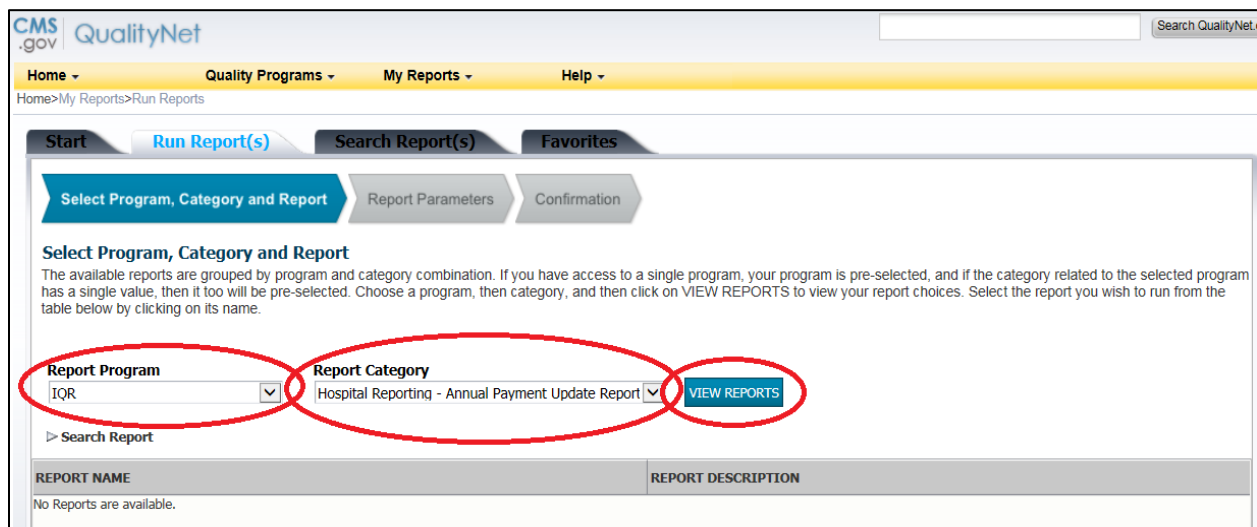 CMS
.gov QualityNet
Search QualityNet.
Home Quality Programs My Reports Help
Home>My Reports>Run Reports
Start Run Report(s) Search Report(s) Favorites
Select Program, Category and Report Report Parameters Confirmation
Select Program, Category and Report
The available reports are grouped by program and category combination. If you have access to a single program, your program is pre-selected, and if the category related to the selected program
has a single value, then it too will be pre-selected. Choose a program, then category, and then click on VIEW REPORTS to view your report choices. Select the report you wish to run from the
table below by clicking on its name.
Report Program Report Category
IQR Hospital Reporting - Annual Payment Update Report VIEW REPORTS
Search Report
REPORT NAME REPORT DESCRIPTION
No Reports are available.